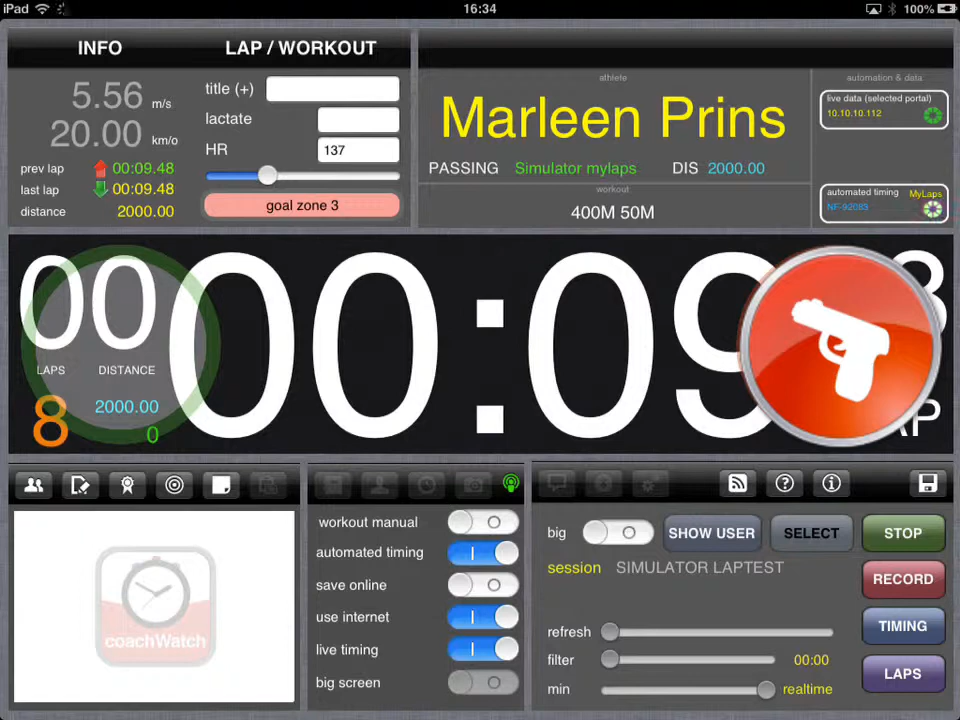 iPad 16:34 100%
INFO LAP / WORKOUT
5.56 m/s
20.00 km/o
prev lap 00:09.48
last lap 00:09.48
distance 2000.00
title (+)
lactate
HR 137
goal zone 3
athlete
Marleen Prins
PASSING Simulator mylaps DIS 2000.00
workout
400M 50M
automation & data
live data (selected portal)
10.10.10.112
automated timing MyLaps
00 00:09
LAPS DISTANCE
8 2000.00
0
workout manual
automated timing
save online
use internet
live timing
big screen
coachWatch
big SHOW USER SELECT STOP
session SIMULATOR LAPTEST
RECORD
TIMING
LAPS
refresh
filter 00:00
min realtime